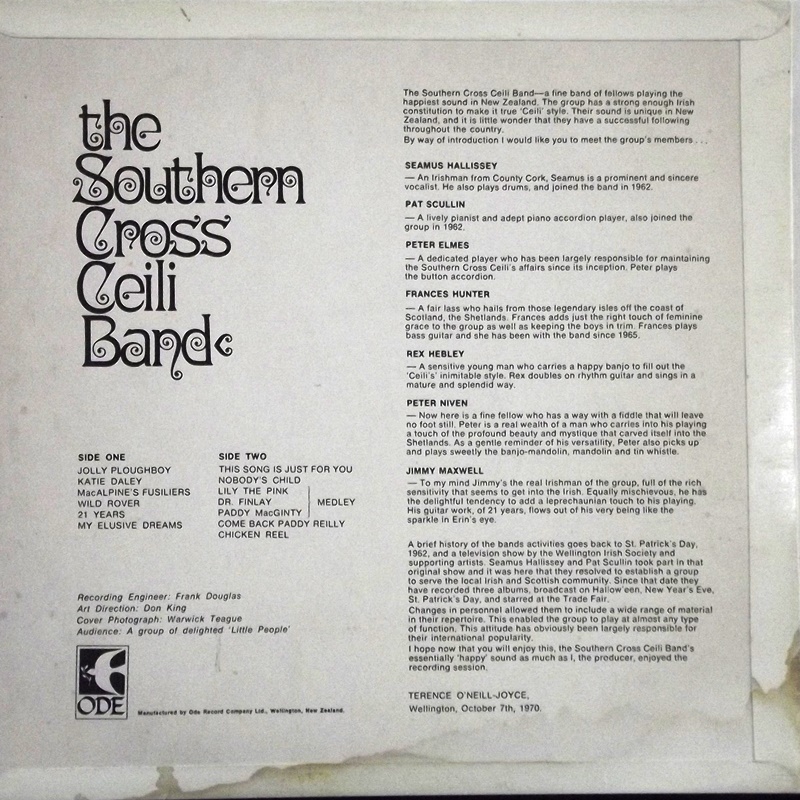 the
Southern
Cross
Ceili
Band
SIDE ONE
JOLLY PLOUGHBOY
KATIE DALEY
MacALPINE'S FUSILIERS
WILD ROVER
21 YEARS
MY ELUSIVE DREAMS
SIDE TWO
THIS SONG IS JUST FOR YOU
NOBODY'S CHILD
LILY THE PINK
DR. FINLAY
PADDY MacGINTY
MEDLEY
COME BACK PADDY REILLY
CHICKEN REEL
Recording Engineer: Frank Douglas
Art Direction: Don King
Cover Photograph: Warwick Teague
Audience: A group of delighted 'Little People'
ODE
Manufactured by Ode Record Company Ltd., Wellington, New Zealand.
The Southern Cross Ceili Band—a fine band of fellows playing the
happiest sound in New Zealand. The group has a strong enough Irish
constitution to make it true 'Ceili' style. Their sound is unique in New
Zealand, and it is little wonder that they have a successful following
throughout the country.
By way of introduction I would like you to meet the group's members . . .
SEAMUS HALLISSEY
— An Irishman from County Cork, Seamus is a prominent and sincere
vocalist. He also plays drums, and joined the band in 1962.
PAT SCULLIN
— A lively pianist and adept piano accordion player, also joined the
group in 1962.
PETER ELMES
— A dedicated player who has been largely responsible for maintaining
the Southern Cross Ceili's affairs since its inception. Peter plays
the button accordion.
FRANCES HUNTER
— A fair lass who hails from those legendary isles off the coast of
Scotland, the Shetlands. Frances adds just the right touch of feminine
grace to the group as well as keeping the boys in trim. Frances plays
bass guitar and she has been with the band since 1965.
REX HEBLEY
— A sensitive young man who carries a happy banjo to fill out the
'Ceili's' inimitable style. Rex doubles on rhythm guitar and sings in a
mature and splendid way.
PETER NIVEN
— Now here is a fine fellow who has a way with a fiddle that will leave
no foot still. Peter is a real wealth of a man who carries into his playing
a touch of the profound beauty and mystique that carved itself into the
Shetlands. As a gentle reminder of his versatility, Peter also picks up
and plays sweetly the banjo-mandolin, mandolin and tin whistle.
JIMMY MAXWELL
— To my mind Jimmy's the real Irishman of the group, full of the rich
sensitivity that seems to get into the Irish. Equally mischievous, he has
the delightful tendency to add a leprechaunian touch to his playing.
His guitar work, of 21 years, flows out of his very being like the
sparkle in Erin's eye.
A brief history of the bands activities goes back to St. Patrick's Day,
1962, and a television show by the Wellington Irish Society and
supporting artists. Seamus Hallissey and Pat Scullin took part in that
original show and it was here that they resolved to establish a group
to serve the local Irish and Scottish community. Since that date they
have recorded three albums, broadcast on Hallow'een, New Year's Eve,
St. Patrick's Day, and starred at the Trade Fair.
Changes in personnel allowed them to include a wide range of material
in their repertoire. This enabled the group to play at almost any type
of function. This attitude has obviously been largely responsible for
their international popularity.
I hope now that you will enjoy this, the Southern Cross Ceili Band's
essentially 'happy' sound as much as I, the producer, enjoyed the
recording session.
TERENCE O'NEILL-JOYCE,
Wellington, October 7th, 1970.